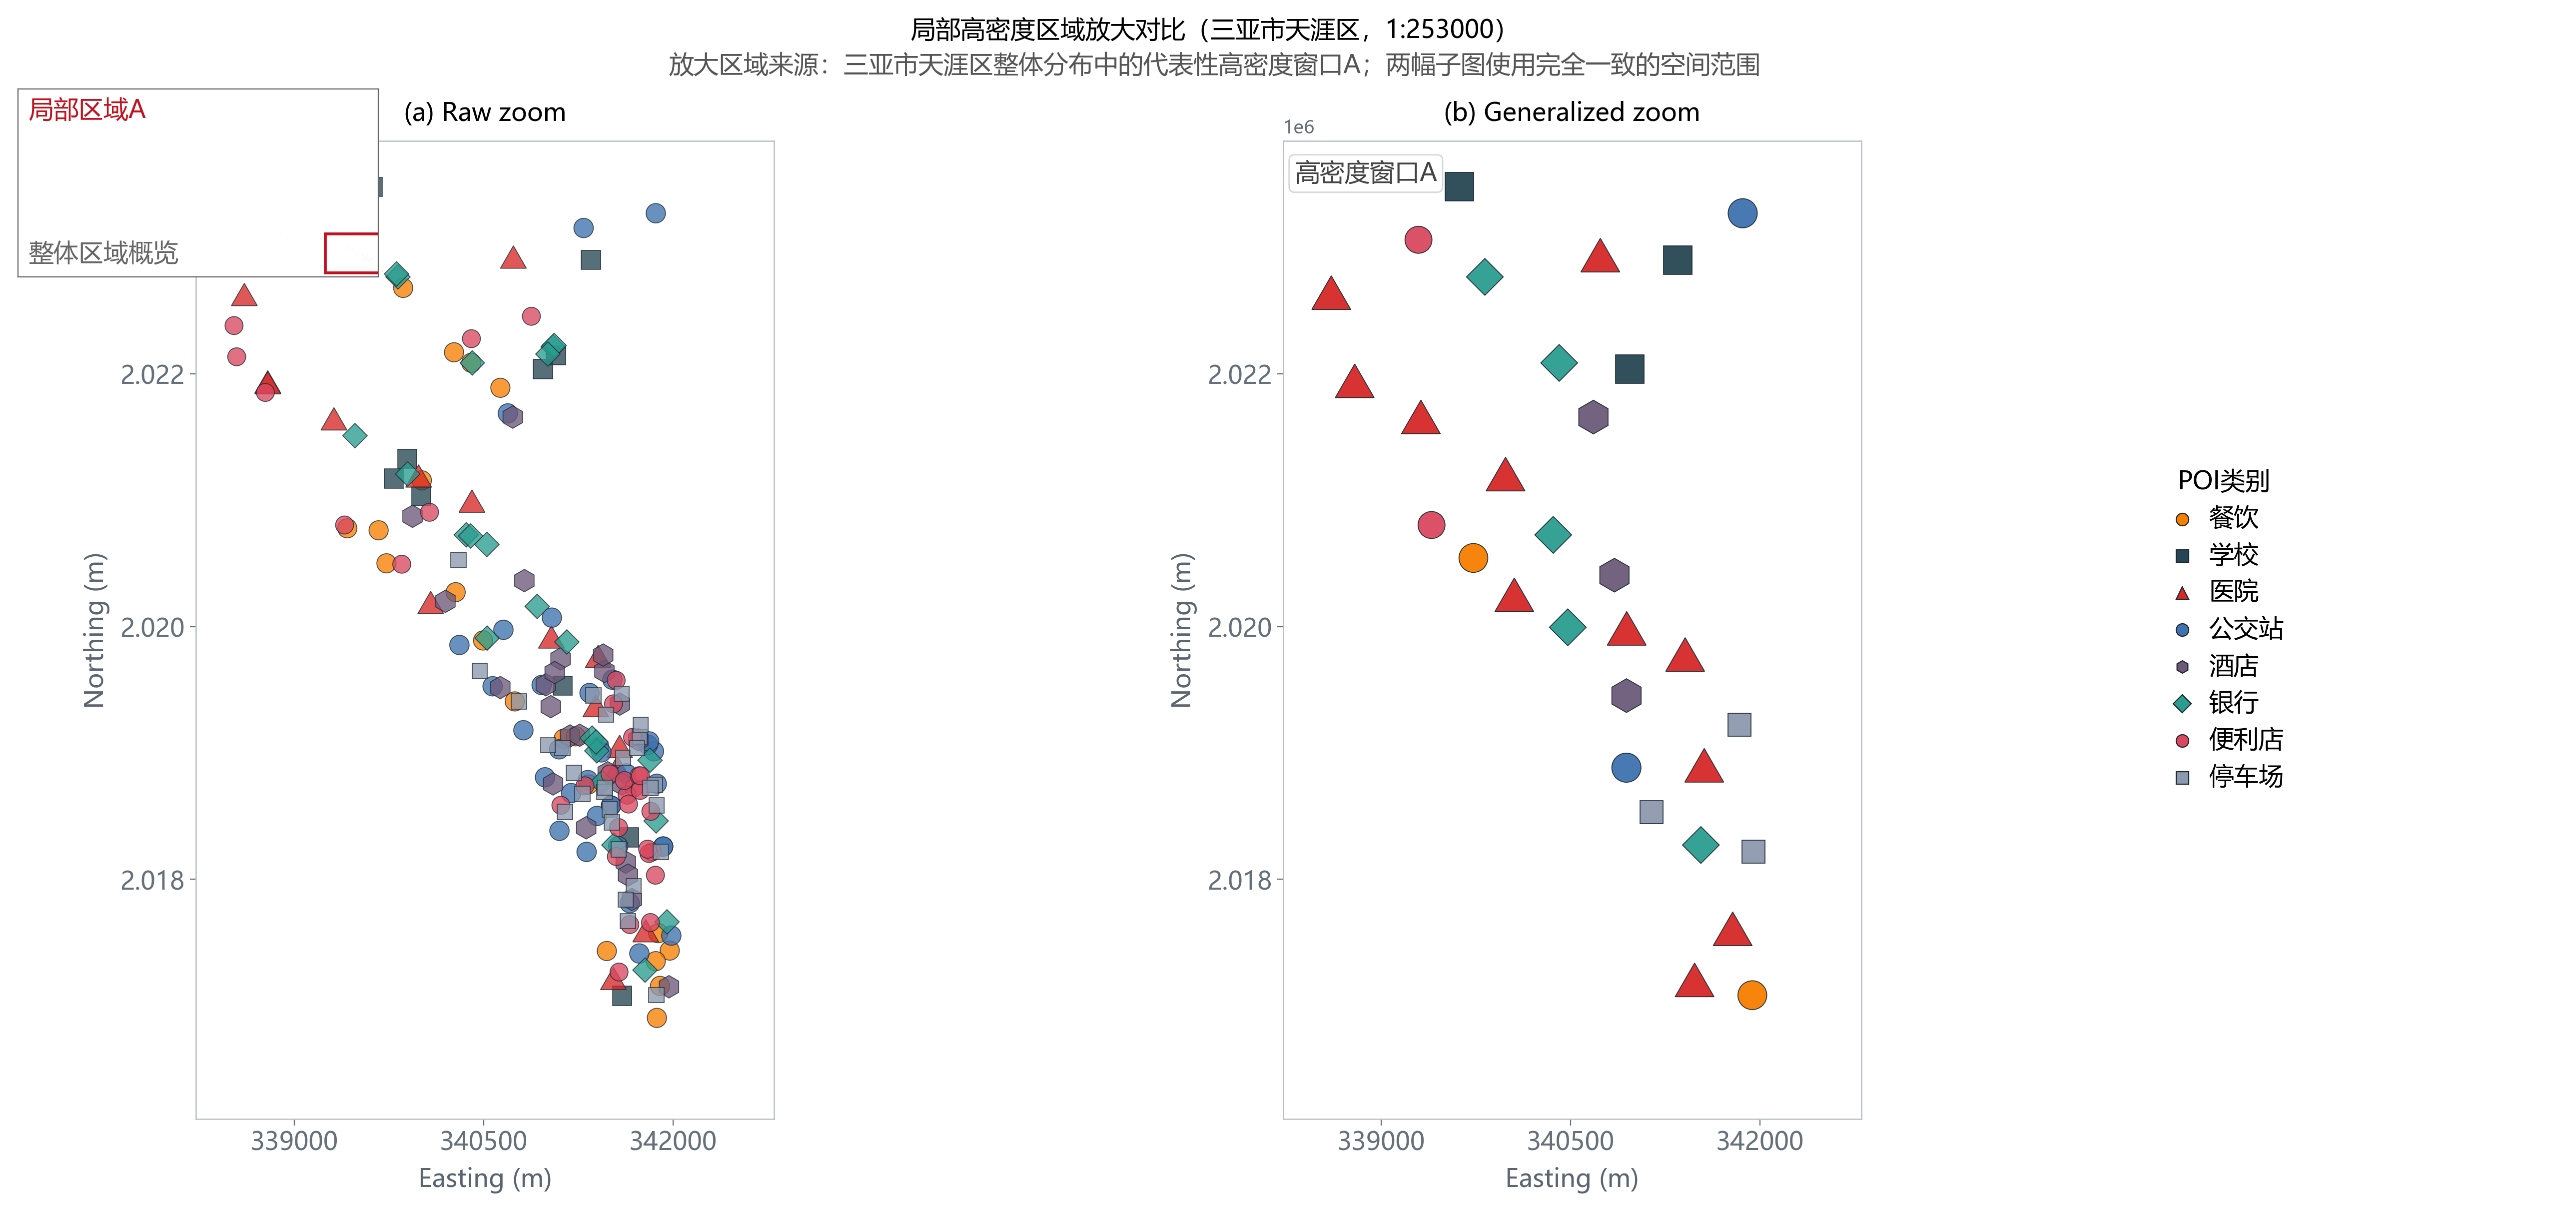 局部高密度区域放大对比（三亚市天涯区，1:253000）
放大区域来源：三亚市天涯区整体分布中的代表性高密度窗口A；两幅子图使用完全一致的空间范围
局部区域A
整体区域概览
(a) Raw zoom
2.022
2.020
2.018
Northing (m)
339000
340500
342000
Easting (m)
(b) Generalized zoom
1e6
高密度窗口A
2.022
2.020
2.018
Northing (m)
339000
340500
342000
Easting (m)
POI类别
餐饮
学校
医院
公交站
酒店
银行
便利店
停车场